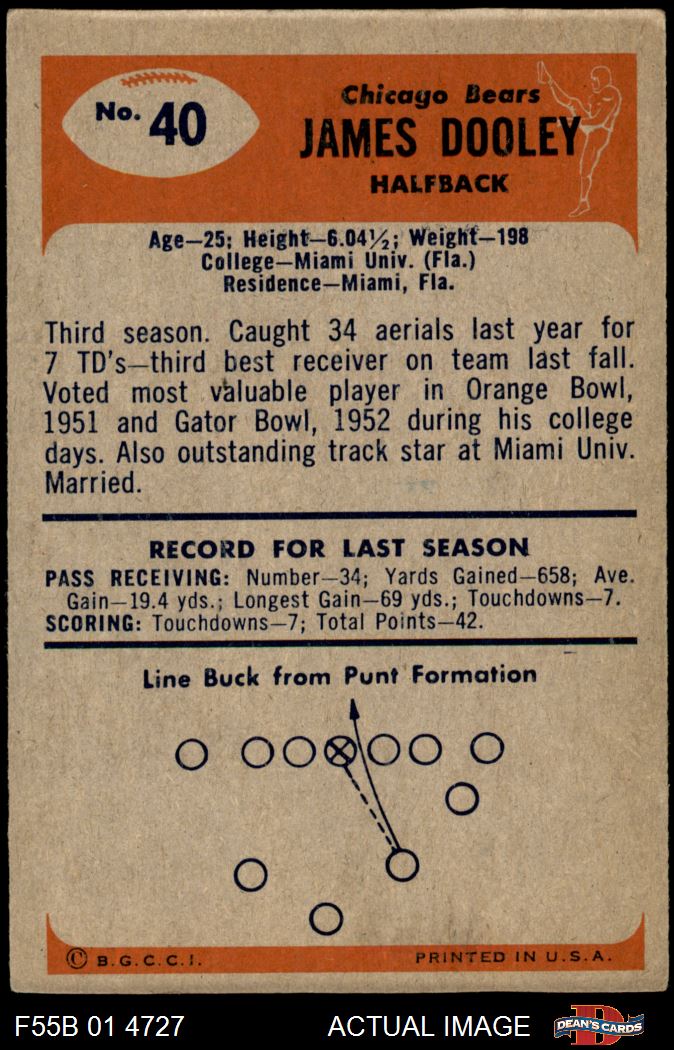 No. 40
Chicago Bears
JAMES DOOLEY
HALFBACK
Age—25; Height—6.04½; Weight—198
College—Miami Univ. (Fla.)
Residence—Miami, Fla.
Third season. Caught 34 aerials last year for
7 TD's—third best receiver on team last fall.
Voted most valuable player in Orange Bowl,
1951 and Gator Bowl, 1952 during his college
days. Also outstanding track star at Miami Univ.
Married.
RECORD FOR LAST SEASON
PASS RECEIVING: Number—34; Yards Gained—658; Ave.
Gain—19.4 yds.; Longest Gain—69 yds.; Touchdowns—7.
SCORING: Touchdowns—7; Total Points—42.
Line Buck from Punt Formation
© B.G.C.C.I.
PRINTED IN U.S.A.
F55B 01 4727
ACTUAL IMAGE
D
DEAN'S CARDS